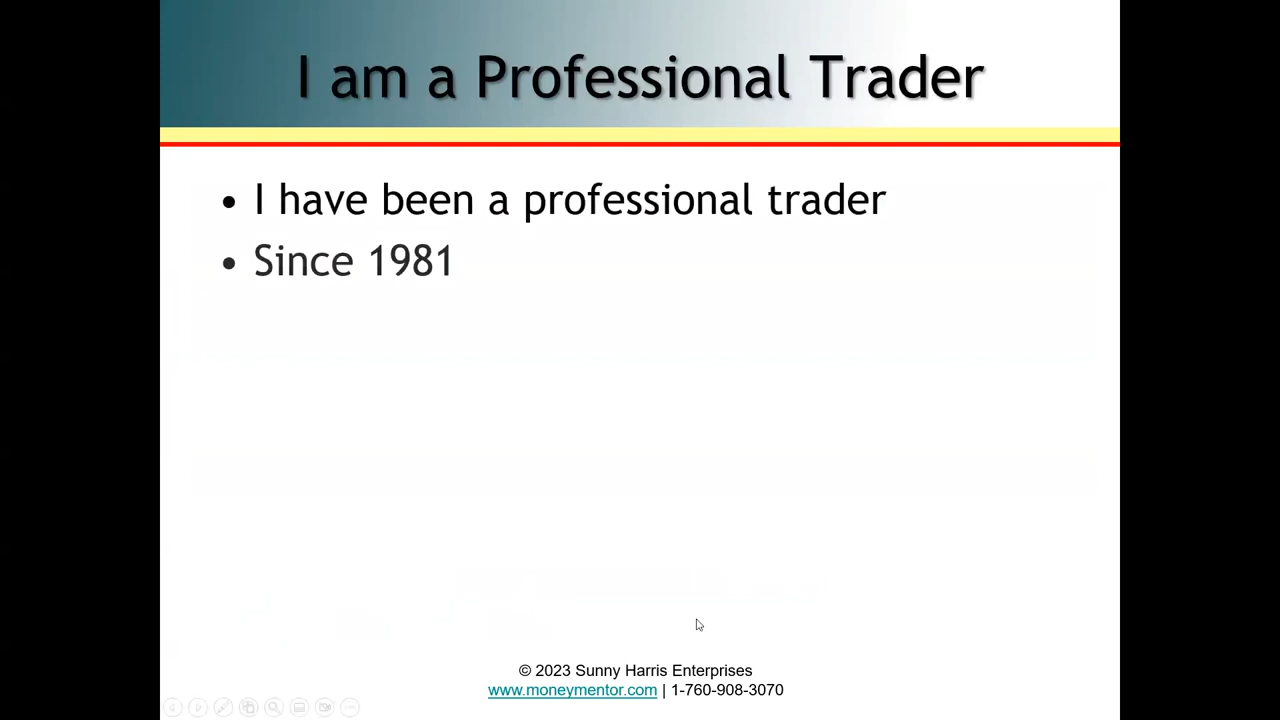 I am a Professional Trader
• I have been a professional trader
• Since 1981
© 2023 Sunny Harris Enterprises
www.moneymentor.com | 1-760-908-3070